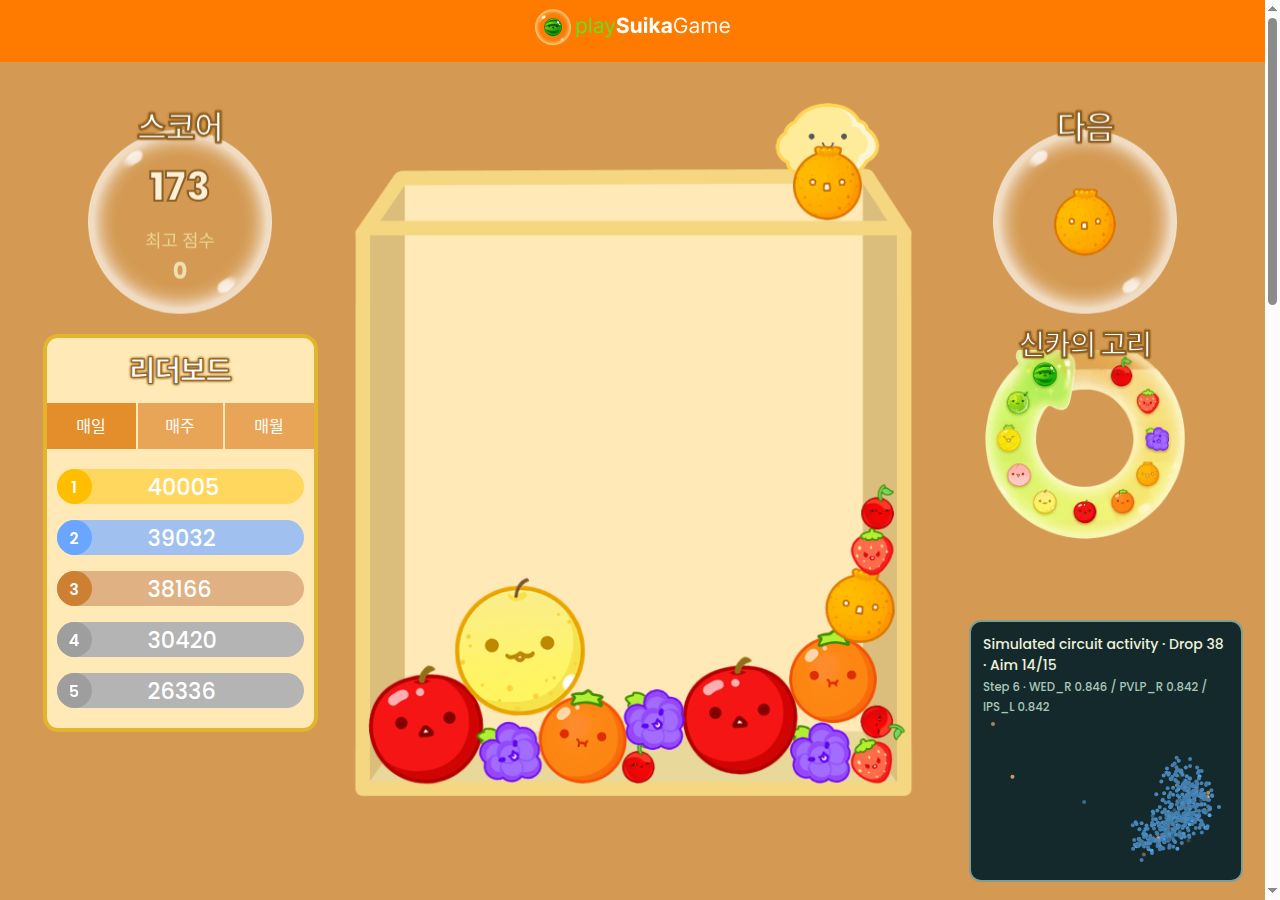 playSuikaGame
스코어
173
최고 점수
0
다음
리더보드
매일 매주 매월
1 40005
2 39032
3 38166
4 30420
5 26336
신카의 고리
Simulated circuit activity · Drop 38
· Aim 14/15
Step 6 · WED_R 0.846 / PVLP_R 0.842 /
IPS_L 0.842